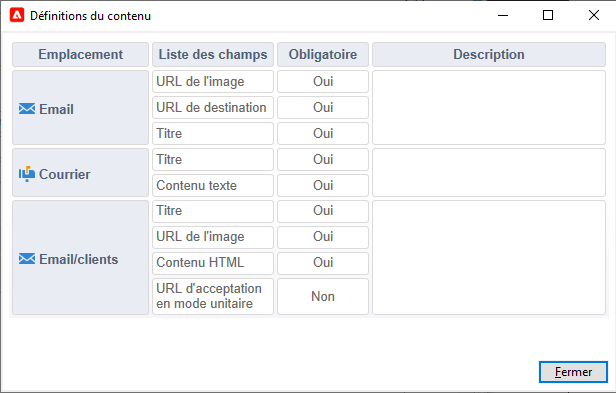 Définitions du contenu
Emplacement Liste des champs Obligatoire Description
Email
URL de l'image Oui
URL de destination Oui
Titre Oui
Courrier
Titre Oui
Contenu texte Oui
Email/clients
Titre Oui
URL de l'image Oui
Contenu HTML Oui
URL d'acceptation
en mode unitaire Non
Fermer